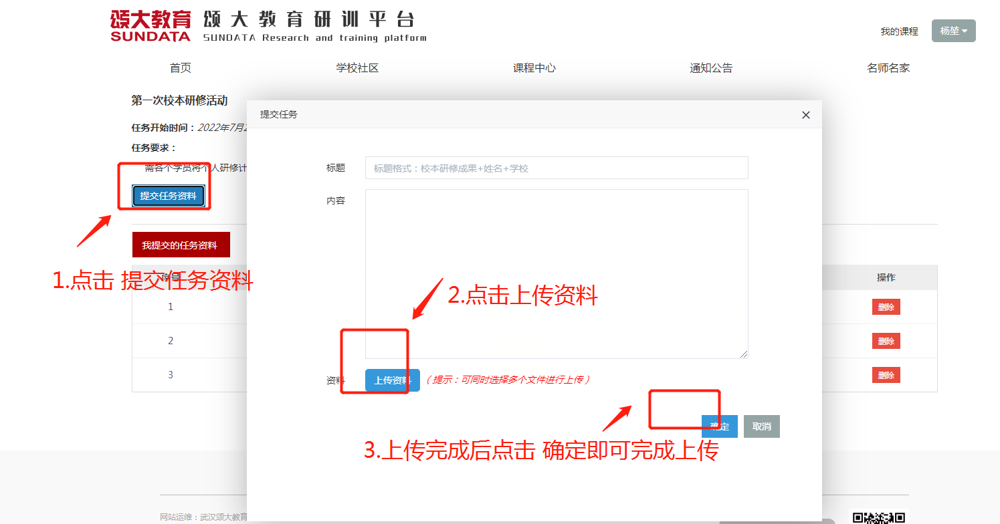 颂大教育 颂大教育研训平台
SUNDATA SUNDATA Research and training platform
我的课程 杨堃
首页 学校社区 课程中心 通知公告 名师名家
第一次校本研修活动
提交任务
任务开始时间：2022年7月2
任务要求：
需各个学员将个人研修计
标题 标题格式：校本研修成果+姓名+学校
内容
提交任务资料
我提交的任务资料
1.点击 提交任务资料
序号 操作
2.点击上传资料
1 删除
2 删除
3 删除
资料 上传资料 （提示：可同时选择多个文件进行上传）
确定 取消
3.上传完成后点击 确定即可完成上传
网站运维：武汉颂大教育